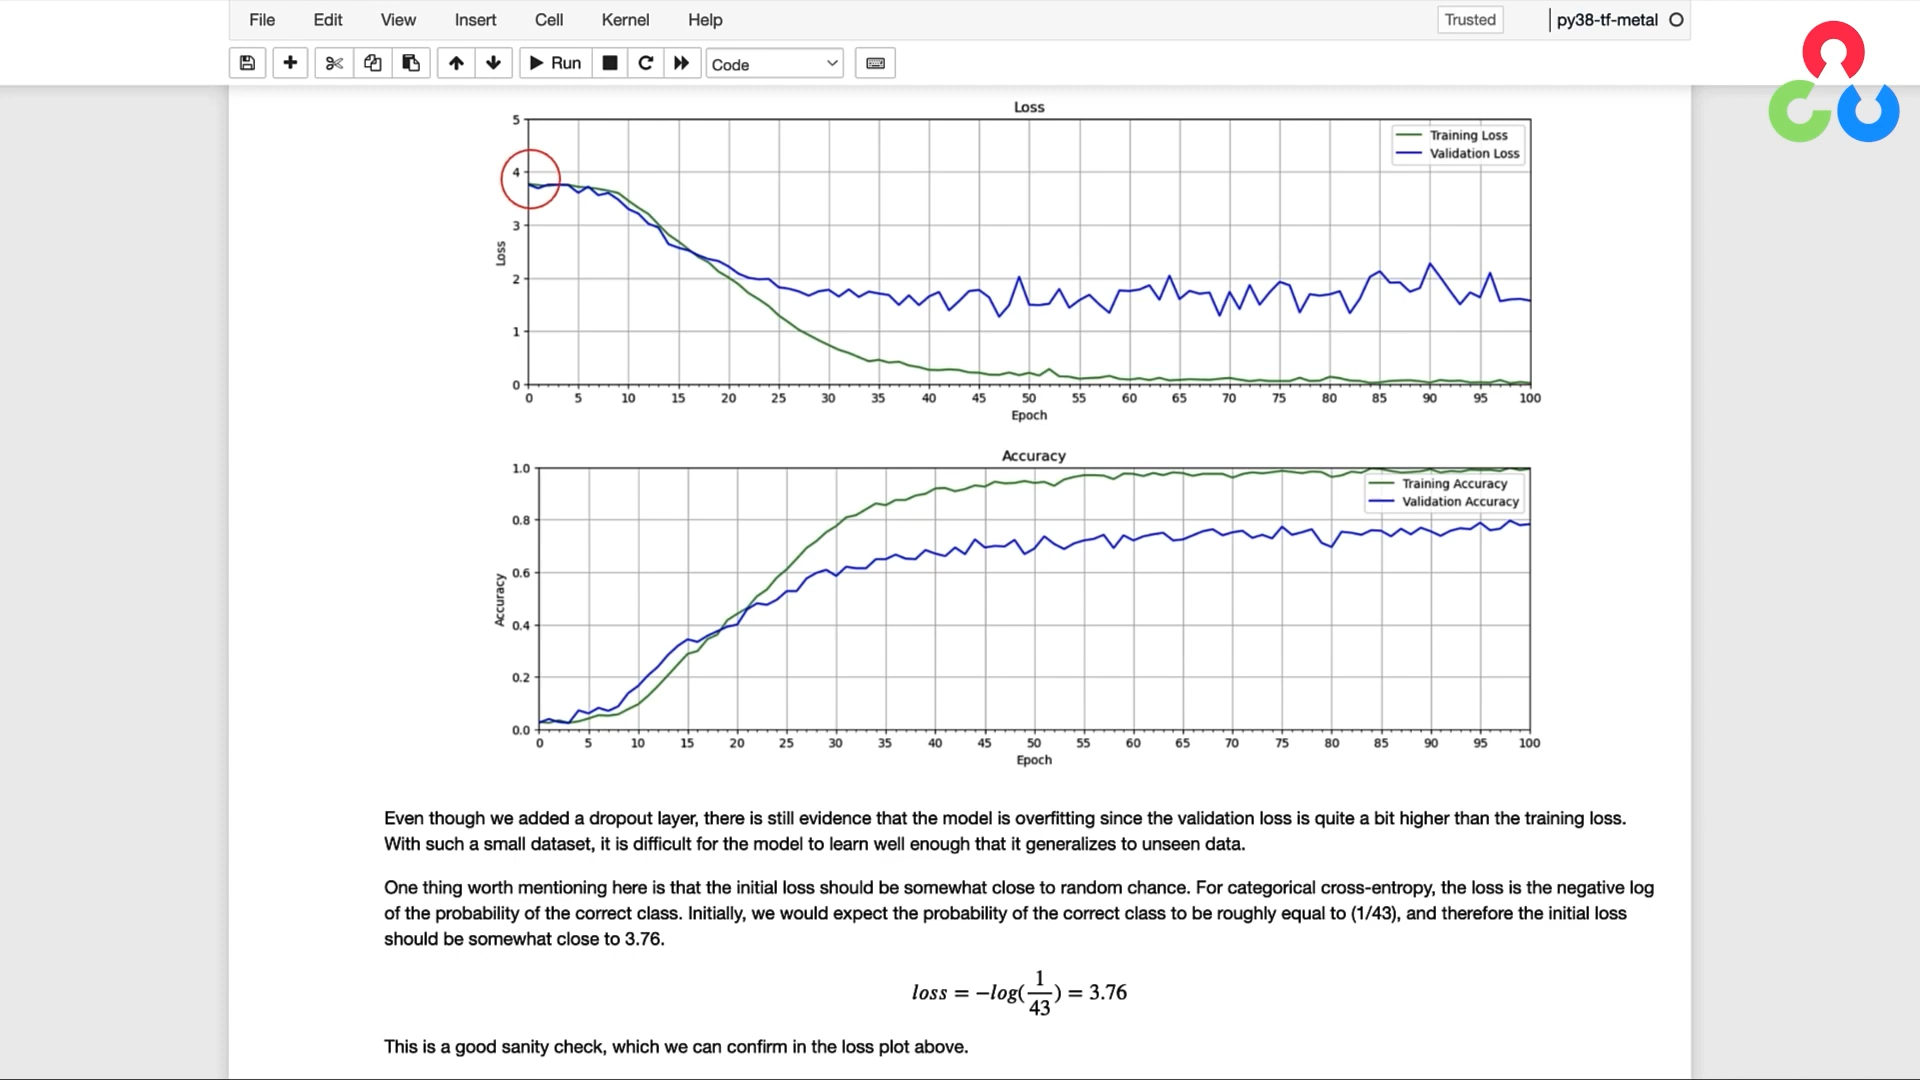 File Edit View Insert Cell Kernel Help Trusted py38-tf-metal
Run Code
Loss
5
4
3
2
1
0
Loss
Training Loss
Validation Loss
0 5 10 15 20 25 30 35 40 45 50 55 60 65 70 75 80 85 90 95 100
Epoch
Accuracy
1.0
0.8
0.6
0.4
0.2
0.0
Accuracy
Training Accuracy
Validation Accuracy
0 5 10 15 20 25 30 35 40 45 50 55 60 65 70 75 80 85 90 95 100
Epoch
Even though we added a dropout layer, there is still evidence that the model is overfitting since the validation loss is quite a bit higher than the training loss.
With such a small dataset, it is difficult for the model to learn well enough that it generalizes to unseen data.
One thing worth mentioning here is that the initial loss should be somewhat close to random chance. For categorical cross-entropy, the loss is the negative log
of the probability of the correct class. Initially, we would expect the probability of the correct class to be roughly equal to (1/43), and therefore the initial loss
should be somewhat close to 3.76.
loss = −log(1/43) = 3.76
This is a good sanity check, which we can confirm in the loss plot above.